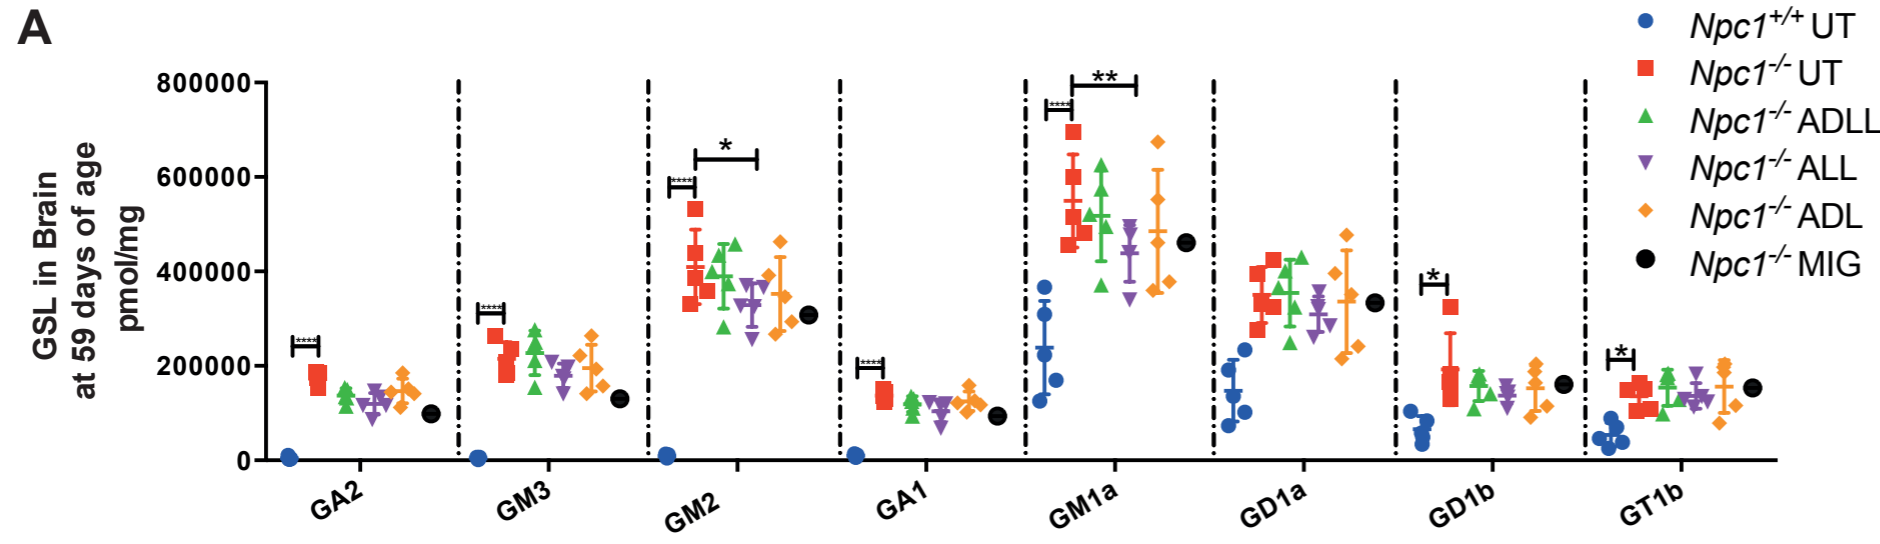 A
Npc1+/+ UT
Npc1-/- UT
Npc1-/- ADLL
Npc1-/- ALL
Npc1-/- ADL
Npc1-/- MIG
GSL in Brain
at 59 days of age
pmol/mg
800000
600000
400000
200000
0
****
****
****
*
****
****
**
*
*
GA2
GM3
GM2
GA1
GM1a
GD1a
GD1b
GT1b